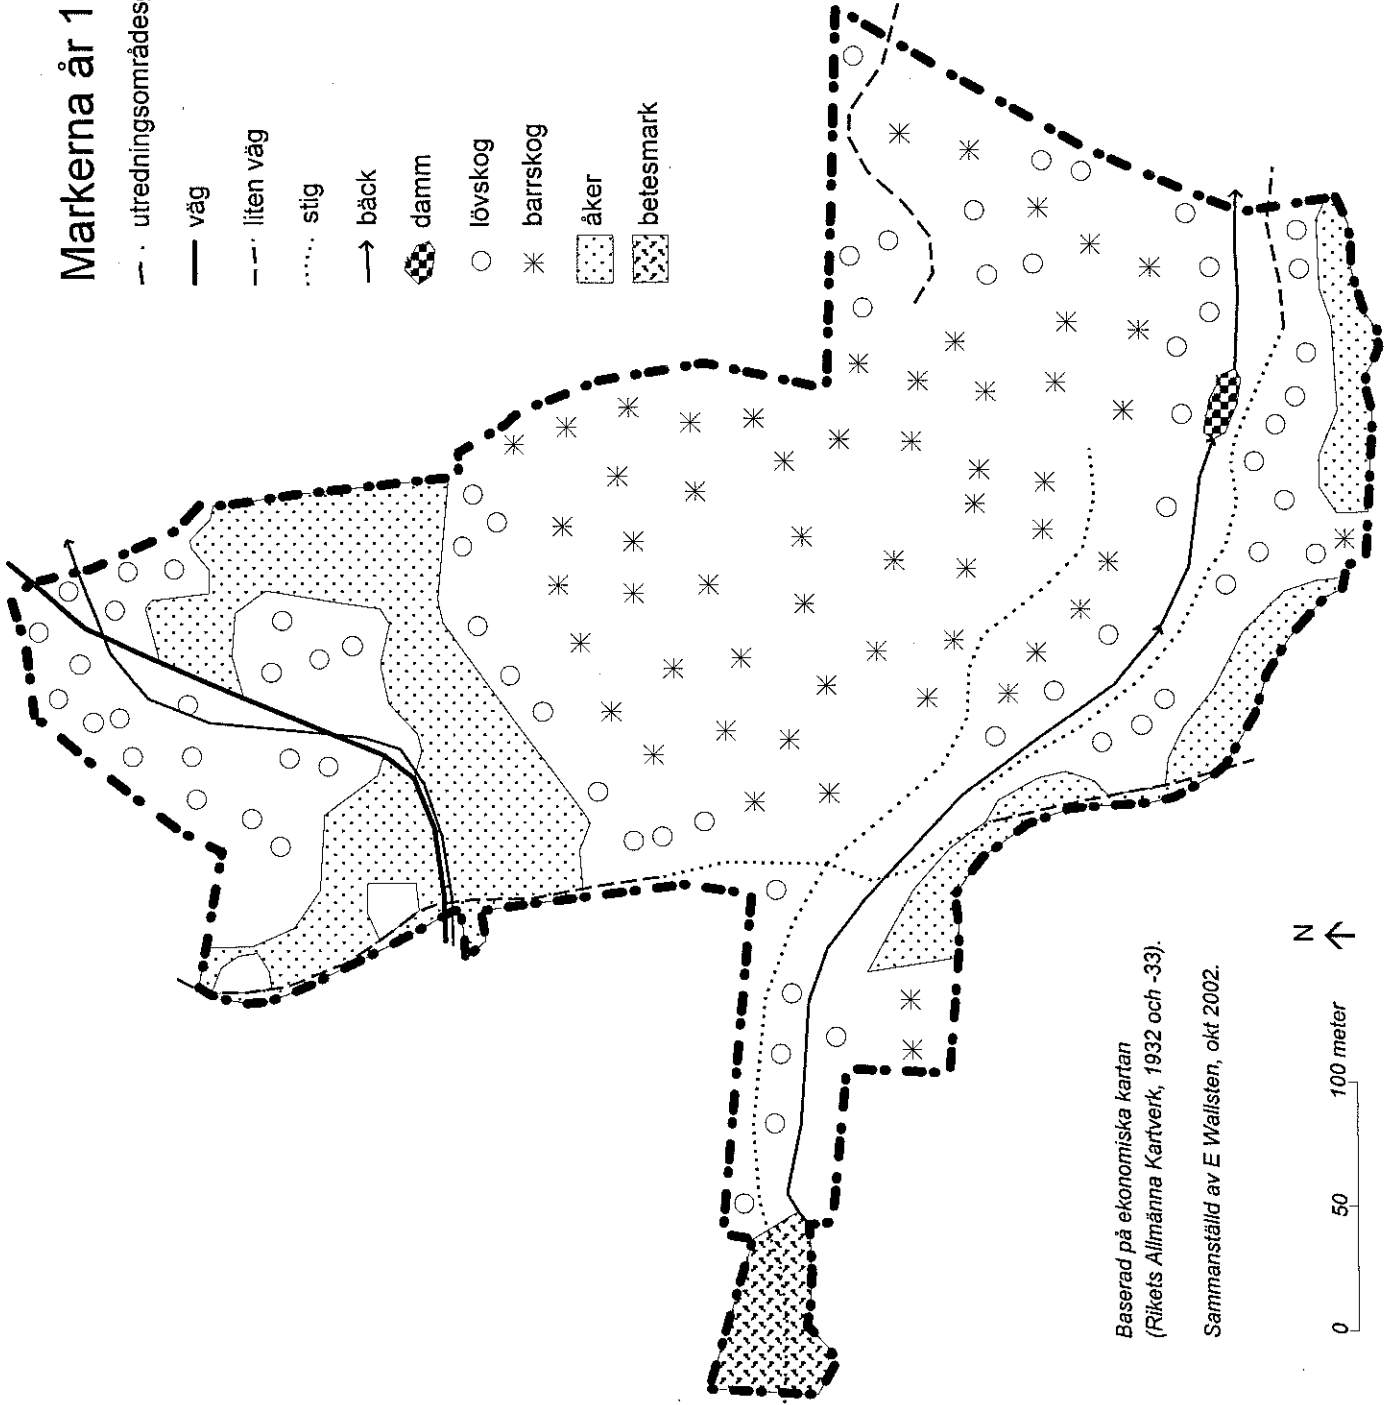 Markerna år 1
utredningsområdesg
väg
liten väg
stig
bäck
damm
lövskog
barrskog
åker
betesmark
Baserad på ekonomiska kartan
(Rikets Allmänna Kartverk, 1932 och -33).
Sammanställd av E Wallsten, okt 2002.
N
0 50 100 meter